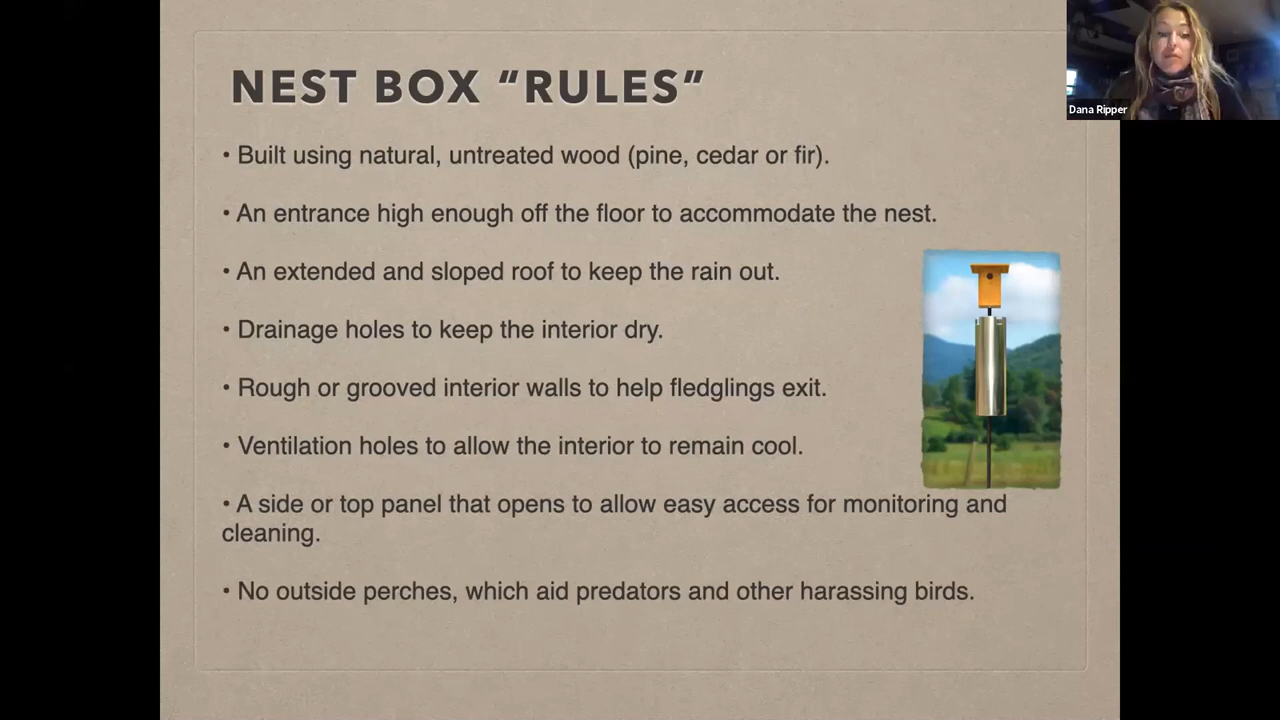 NEST BOX “RULES”
• Built using natural, untreated wood (pine, cedar or fir).
• An entrance high enough off the floor to accommodate the nest.
• An extended and sloped roof to keep the rain out.
• Drainage holes to keep the interior dry.
• Rough or grooved interior walls to help fledglings exit.
• Ventilation holes to allow the interior to remain cool.
• A side or top panel that opens to allow easy access for monitoring and
cleaning.
• No outside perches, which aid predators and other harassing birds.
Dana Ripper